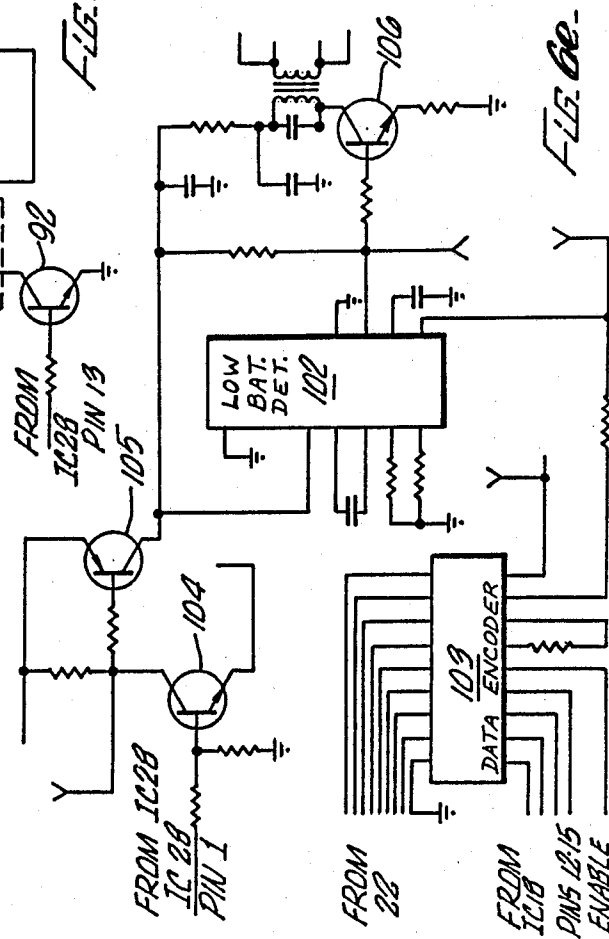 FIG.
92
FROM
IC28
PIN 13
105
104
FROM IC28
IC 28
PIN 1
LOW
BAT.
DET.
102
106
103
DATA ENCODER
FROM
22
FROM
IC18
PINS 12-15
ENABLE
FIG. 6e.